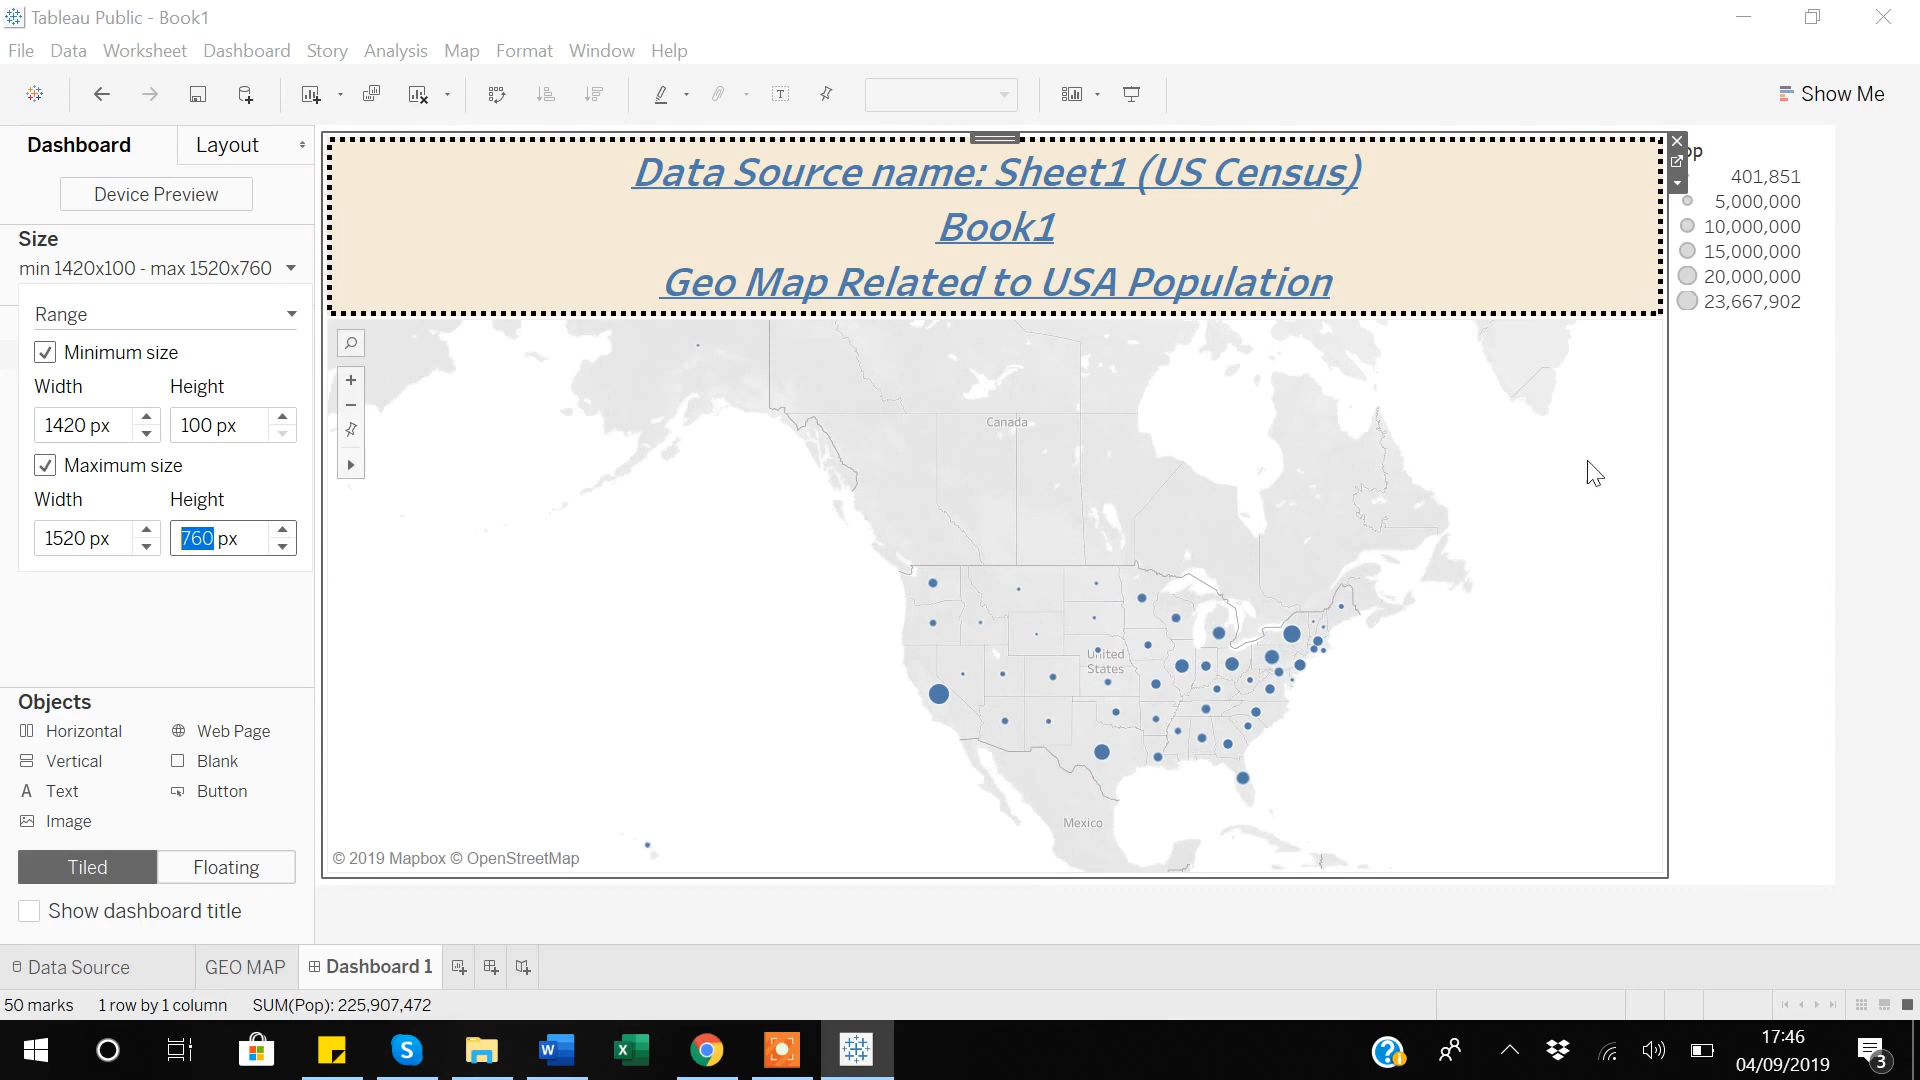 Tableau Public - Book1
File Data Worksheet Dashboard Story Analysis Map Format Window Help
Show Me
Dashboard Layout
Device Preview
Size
min 1420x100 - max 1520x760
Range
Minimum size
Width Height
1420 px 100 px
Maximum size
Width Height
1520 px 760 px
Objects
Horizontal Web Page
Vertical Blank
Text Button
Image
Tiled Floating
Show dashboard title
Data Source name: Sheet1 (US Census)
Book1
Geo Map Related to USA Population
Canada
United
States
Mexico
© 2019 Mapbox © OpenStreetMap
op
401,851
5,000,000
10,000,000
15,000,000
20,000,000
23,667,902
Data Source GEO MAP Dashboard 1
50 marks 1 row by 1 column SUM(Pop): 225,907,472
17:46
04/09/2019
3